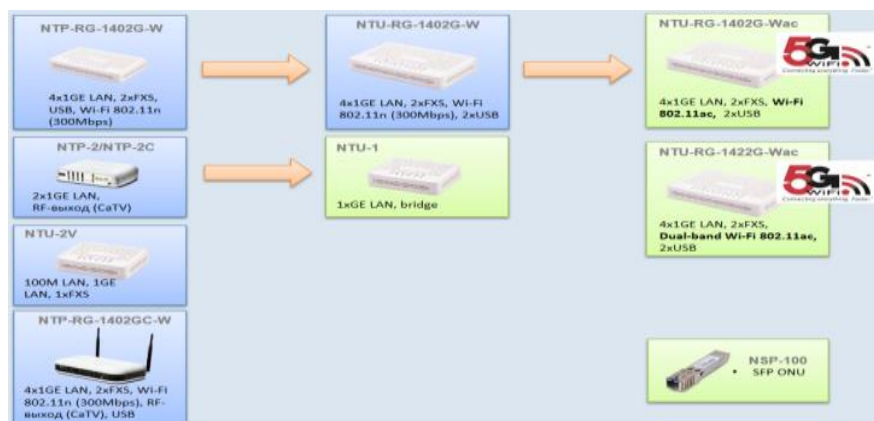 NTP-RG-1402G-W
4x1GE LAN, 2xFXS,
USB, Wi-Fi 802.11n
(300Mbps)
NTU-RG-1402G-W
4x1GE LAN, 2xFXS, Wi-Fi
802.11n (300Mbps), 2xUSB
NTU-RG-1402G-Wac
5G
WiFi
4x1GE LAN, 2xFXS, Wi-Fi
802.11ac, 2xUSB
NTP-2/NTP-2C
2x1GE LAN,
RF-выход (CaTV)
NTU-1
1xGE LAN, bridge
NTU-RG-1422G-Wac
5G
WiFi
4x1GE LAN, 2xFXS,
Dual-band Wi-Fi 802.11ac,
2xUSB
NTU-2V
100M LAN, 1GE
LAN, 1xFXS
NTP-RG-1402GC-W
4x1GE LAN, 2xFXS, Wi-Fi
802.11n (300Mbps), RF-
выход (CaTV), USB
NSP-100
• SFP ONU